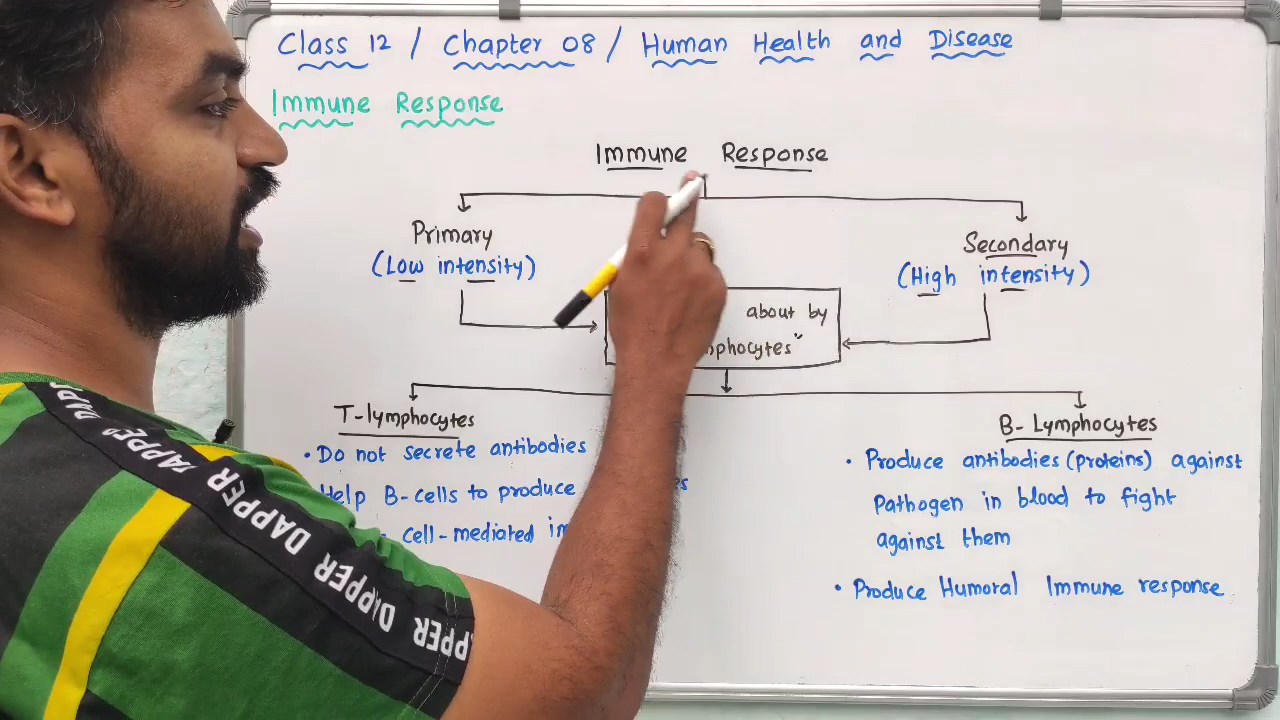 Class 12 / Chapter 08 / Human Health and Disease
Immune Response
Immune Response
Primary
(Low intensity)
Secondary
(High intensity)
about by
T-lymphocytes
B- Lymphocytes
• Do not secrete antibodies
Help B-cells to produce
cell-mediated
• Produce antibodies (proteins) against
Pathogen in blood to fight
against them
• Produce Humoral Immune response
DAPPER DAPPER DAPPER DAPPER